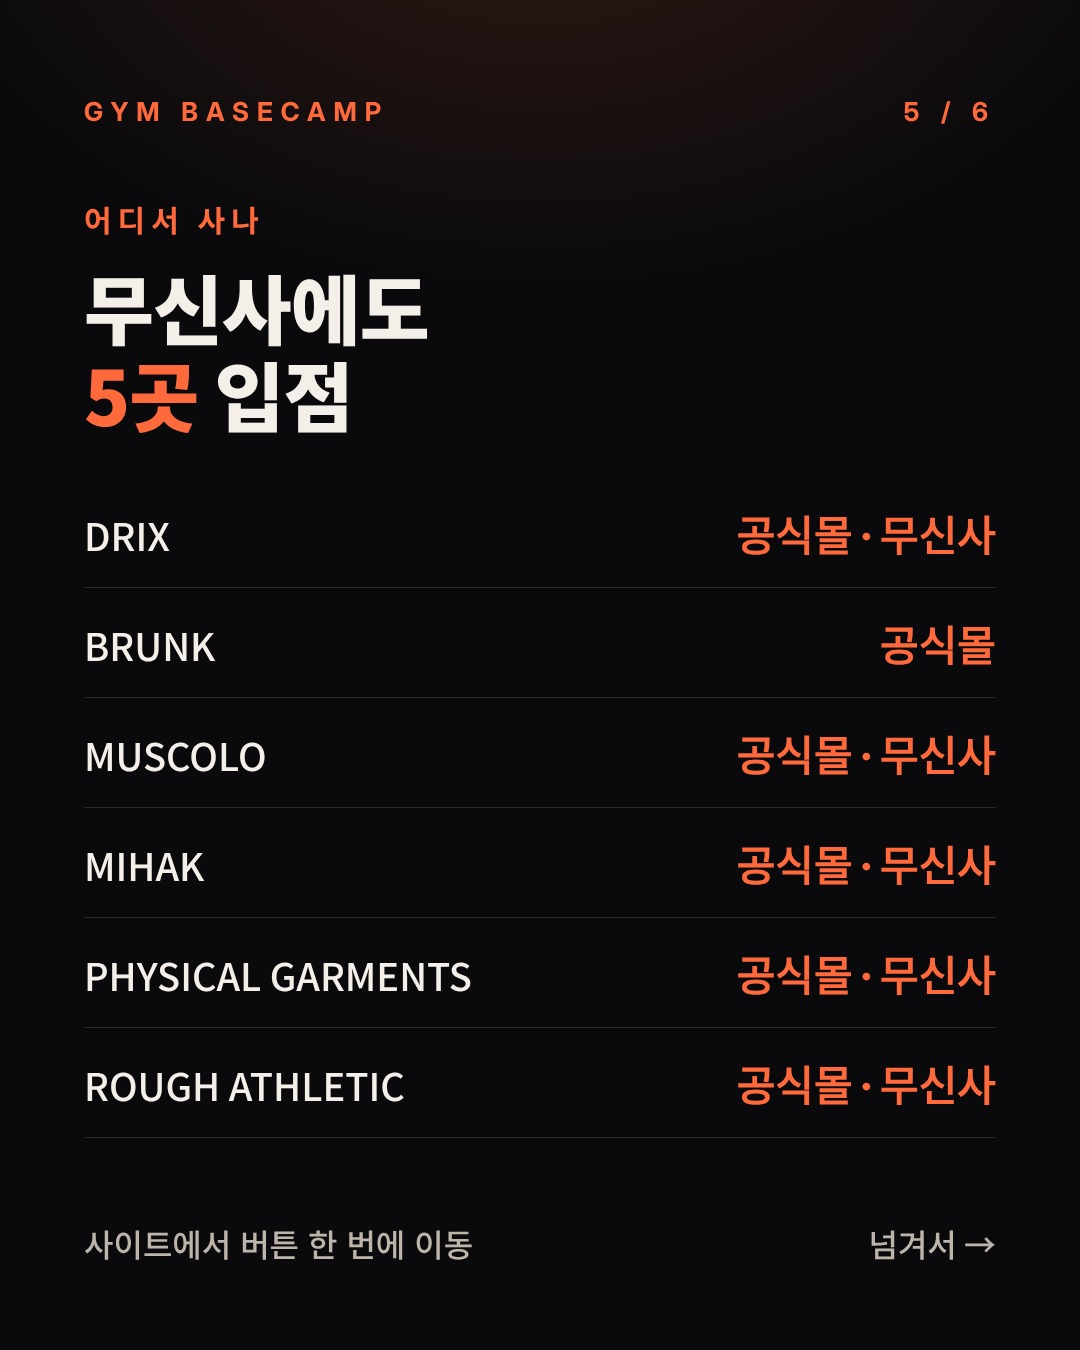 GYM BASECAMP 5 / 6
어디서 사나
무신사에도
5곳 입점
DRIX 공식몰 · 무신사
BRUNK 공식몰
MUSCOLO 공식몰 · 무신사
MIHAK 공식몰 · 무신사
PHYSICAL GARMENTS 공식몰 · 무신사
ROUGH ATHLETIC 공식몰 · 무신사
사이트에서 버튼 한 번에 이동 넘겨서 →